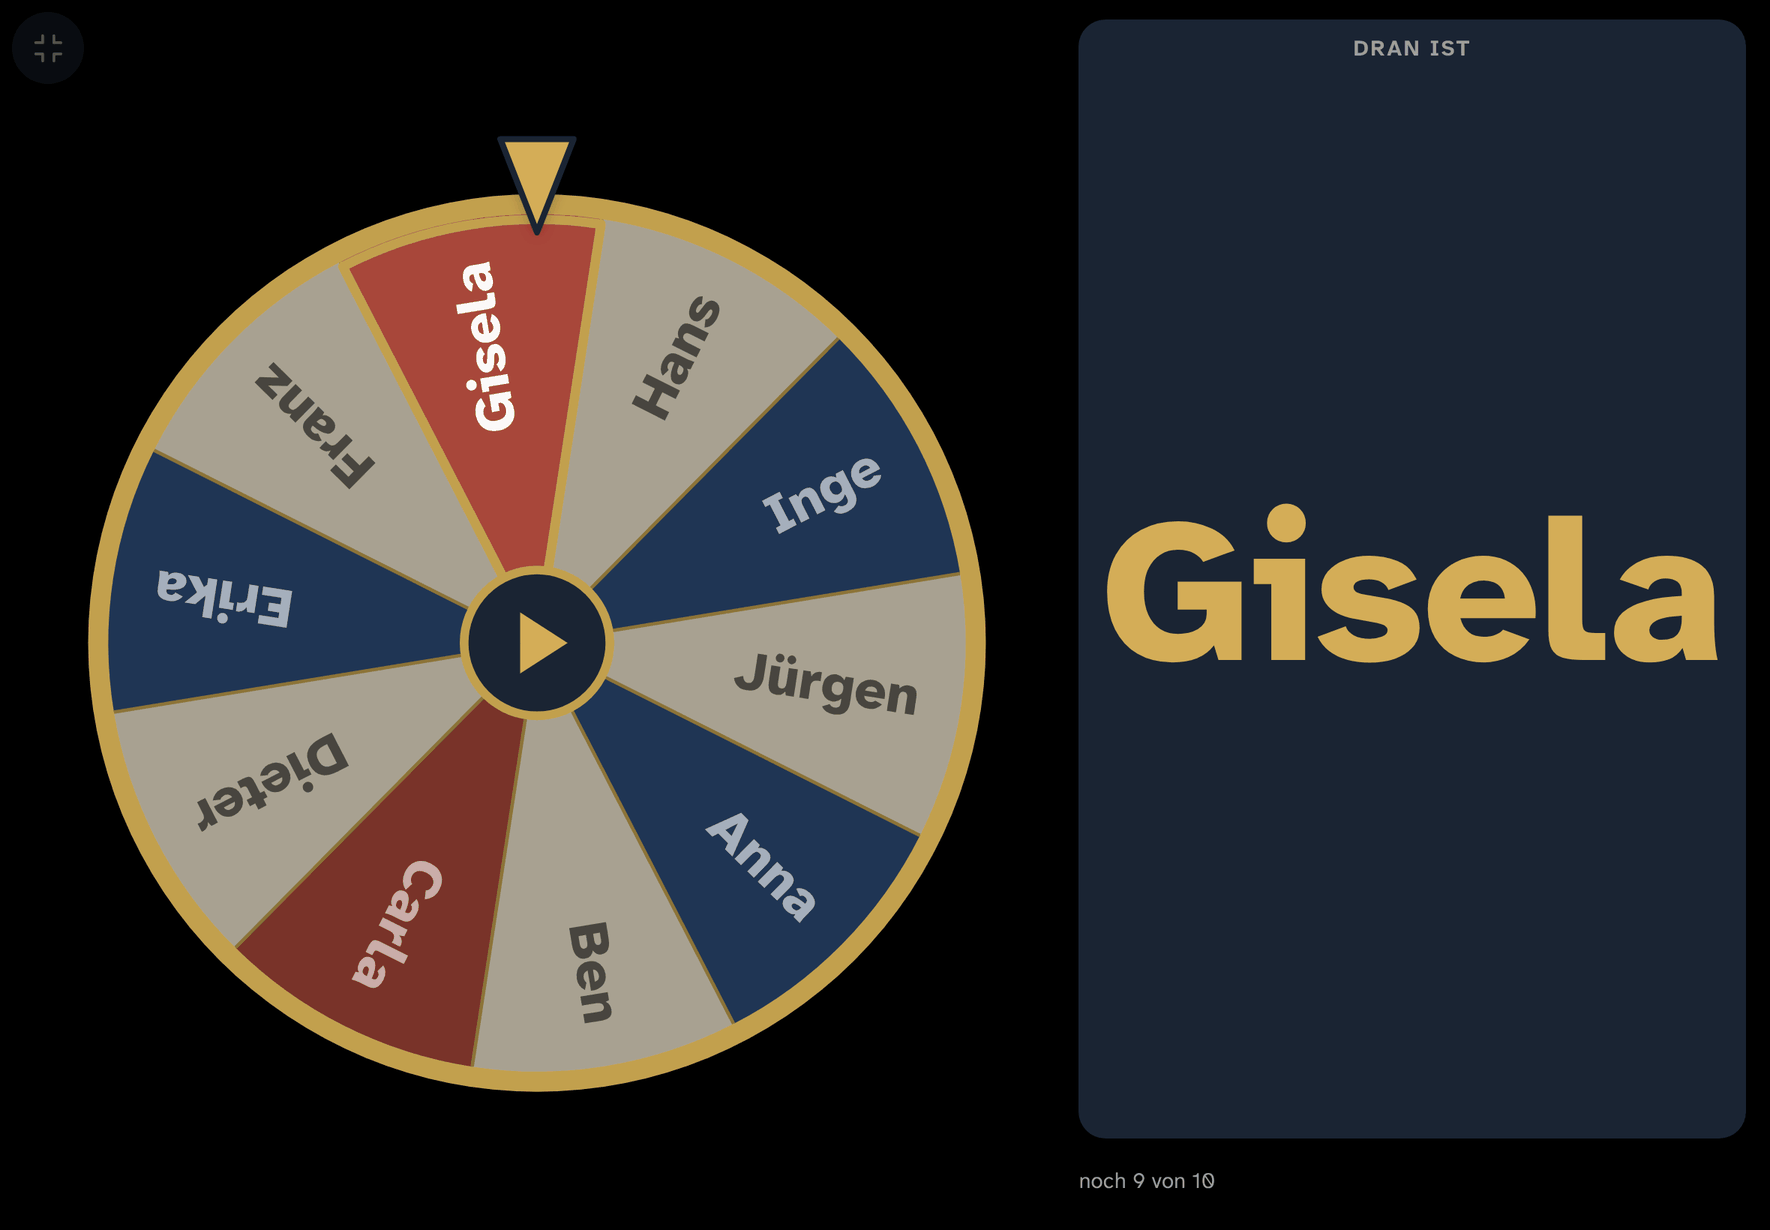 DRAN IST
Gisela
Gisela
Hans
Inge
Jürgen
Anna
Ben
Carla
Dieter
Erika
Franz
noch 9 von 10